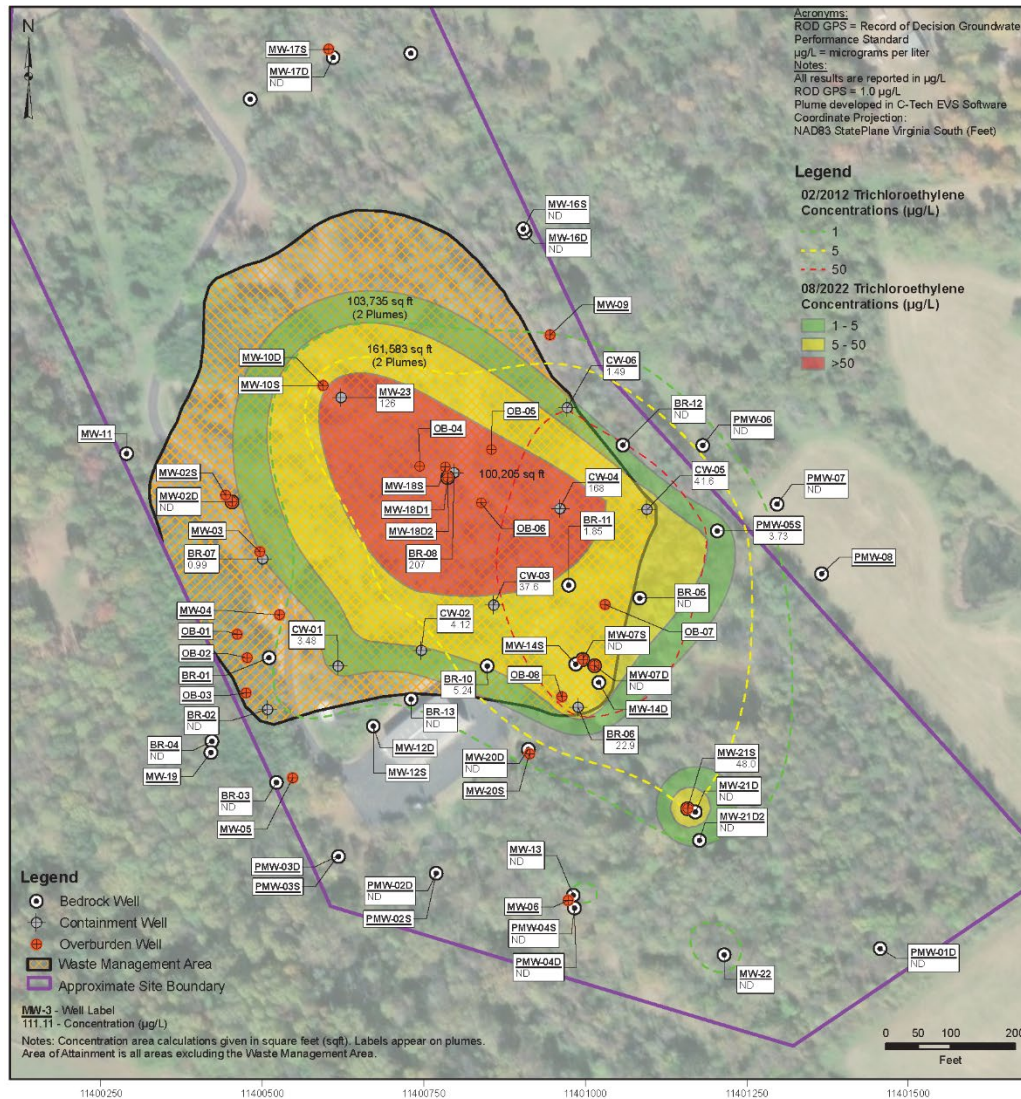 N
Acronyms:
ROD GPS = Record of Decision Groundwater
Performance Standard
µg/L = micrograms per liter
Notes:
All results are reported in µg/L
ROD GPS = 1.0 µg/L
Plume developed in C-Tech EVS Software
Coordinate Projection:
NAD83 StatePlane Virginia South (Feet)
Legend
02/2012 Trichloroethylene
Concentrations (µg/L)
1
5
50
08/2022 Trichloroethylene
Concentrations (µg/L)
1 - 5
5 - 50
>50
MW-17S
MW-17D
ND
MW-16S
ND
MW-16D
ND
103,735 sq ft
(2 Plumes)
MW-09
161,583 sq ft
(2 Plumes)
MW-10D
MW-10S
CW-06
1.49
MW-23
126
BR-12
ND
PMW-06
ND
OB-05
OB-04
MW-11
100,205 sq ft
CW-05
41.6
CW-04
168
MW-02S
MW-02D
ND
MW-18S
MW-18D1
MW-18D2
OB-06
PMW-07
ND
PMW-05S
3.73
MW-03
BR-11
1.85
BR-07
0.99
BR-08
207
PMW-08
CW-03
37.6
BR-05
ND
MW-04
CW-02
4.12
OB-01
CW-01
3.48
OB-07
MW-07S
ND
MW-14S
OB-02
BR-01
BR-10
5.24
OB-08
MW-07D
ND
OB-03
MW-14D
BR-02
ND
BR-13
ND
BR-06
22.9
BR-04
ND
MW-12D
MW-19
MW-12S
MW-20D
ND
MW-20S
MW-21S
48.0
BR-03
ND
MW-21D
ND
MW-05
MW-21D2
ND
PMW-03D
PMW-03S
MW-13
ND
PMW-02D
ND
PMW-02S
MW-06
PMW-04S
ND
PMW-04D
ND
MW-22
ND
PMW-01D
ND
Legend
Bedrock Well
Containment Well
Overburden Well
Waste Management Area
Approximate Site Boundary
MW-3 - Well Label
111.11 - Concentration (µg/L)
Notes: Concentration area calculations given in square feet (sqft). Labels appear on plumes.
Area of Attainment is all areas excluding the Waste Management Area.
0 50 100 200
Feet
11400250 11400500 11400750 11401000 11401250 11401500